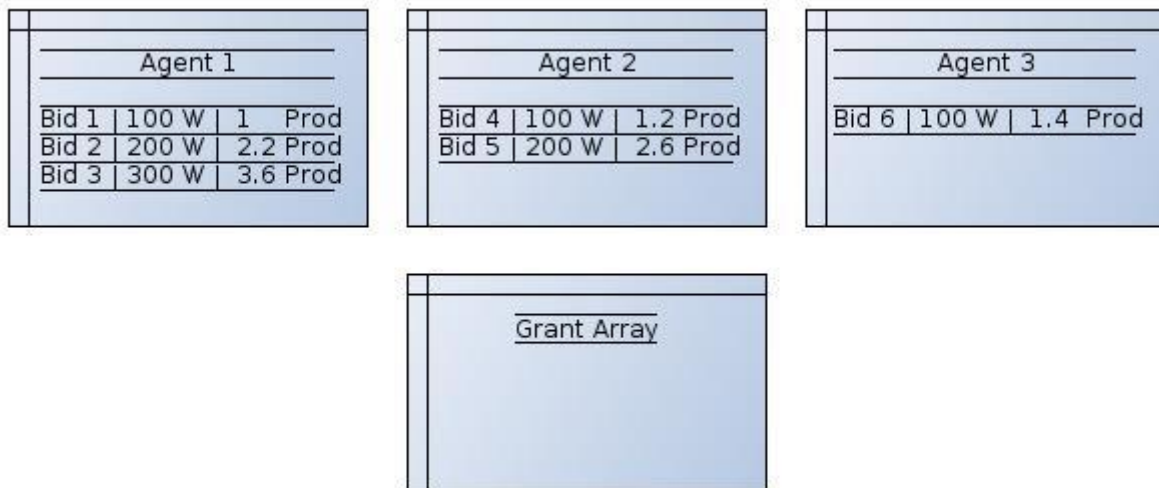 Agent 1
Bid 1 | 100 W | 1 Prod
Bid 2 | 200 W | 2.2 Prod
Bid 3 | 300 W | 3.6 Prod
Agent 2
Bid 4 | 100 W | 1.2 Prod
Bid 5 | 200 W | 2.6 Prod
Agent 3
Bid 6 | 100 W | 1.4 Prod
Grant Array